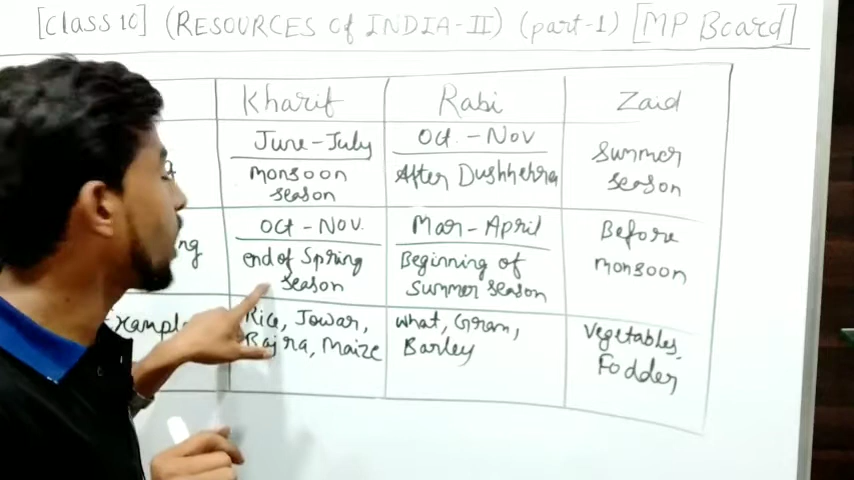 [class 10] (RESOURCES of INDIA-II) (part-1) [MP Board]
Kharif Rabi Zaid
June-July Oct - Nov Summer
monsoon After Dushhehra season
season
Oct - Nov. Mar - April Before
end of Spring Beginning of monsoon
season summer season
Example Rice, Jowar, what, Gram, Vegetables,
Bajra, Maize Barley Fodder